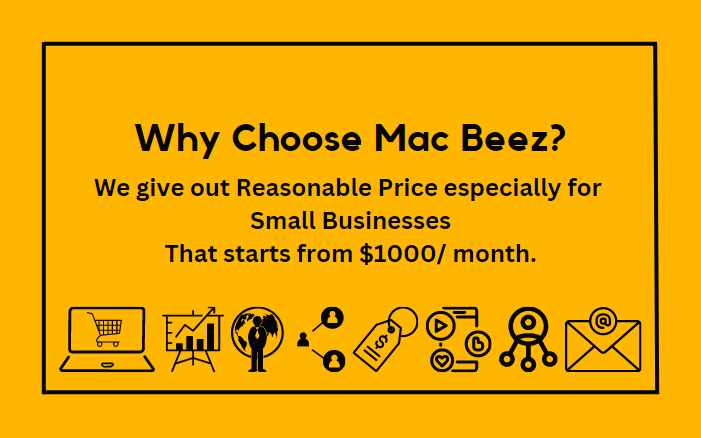 Why Choose Mac Beez?
We give out Reasonable Price especially for
Small Businesses
That starts from $1000/ month.
$
@